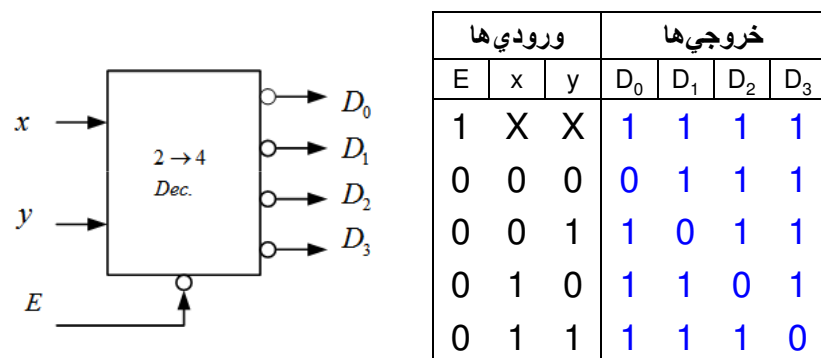 x
y
E
2 → 4
Dec.
D₀
D₁
D₂
D₃
ورودي‌ها خروجي‌ها
E x y D₀ D₁ D₂ D₃
1 X X 1 1 1 1
0 0 0 0 1 1 1
0 0 1 1 0 1 1
0 1 0 1 1 0 1
0 1 1 1 1 1 0